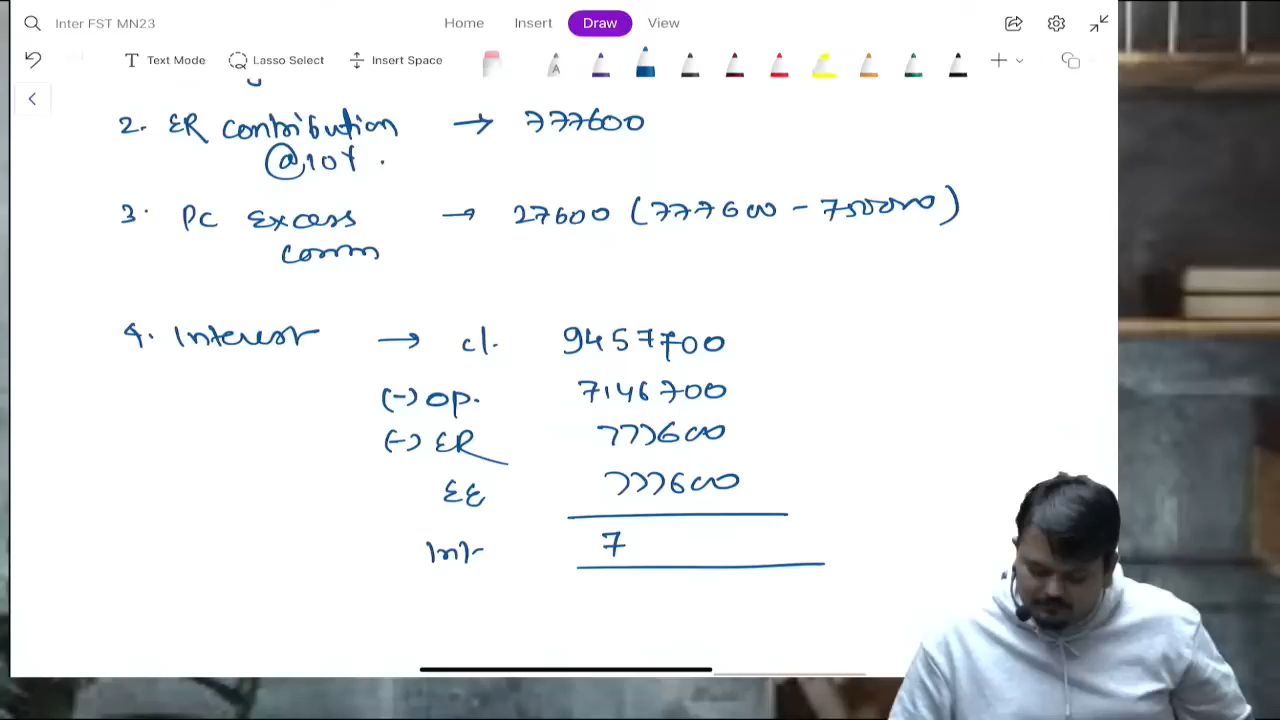 Inter FST MN23
Home Insert Draw View
Text Mode Lasso Select Insert Space
2. ER contribution → 777600
@10%.
3. PC Excess → 27600 (777600 - 750000)
comm
4. Interest → cl. 9457700
(-) op. 7146700
(-) ER 777600
EE 777600
Int 7